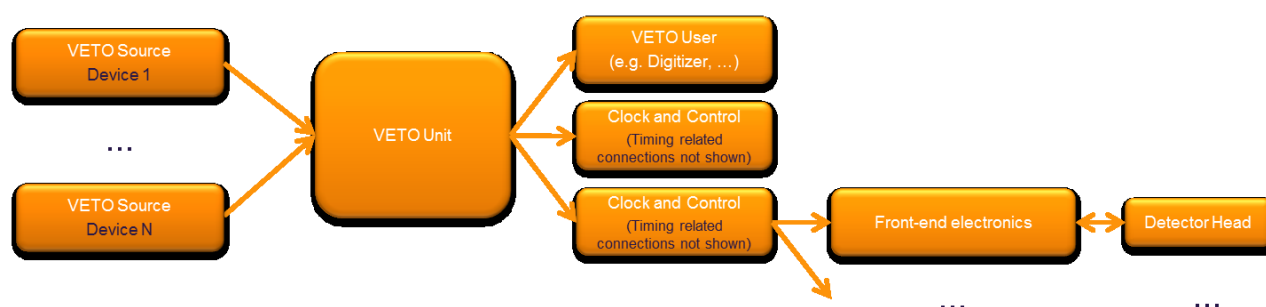 VETO Source
Device 1
...
VETO Source
Device N
VETO Unit
VETO User
(e.g. Digitizer, ...)
Clock and Control
(Timing related
connections not shown)
Clock and Control
(Timing related
connections not shown)
Front-end electronics
...
Detector Head
...